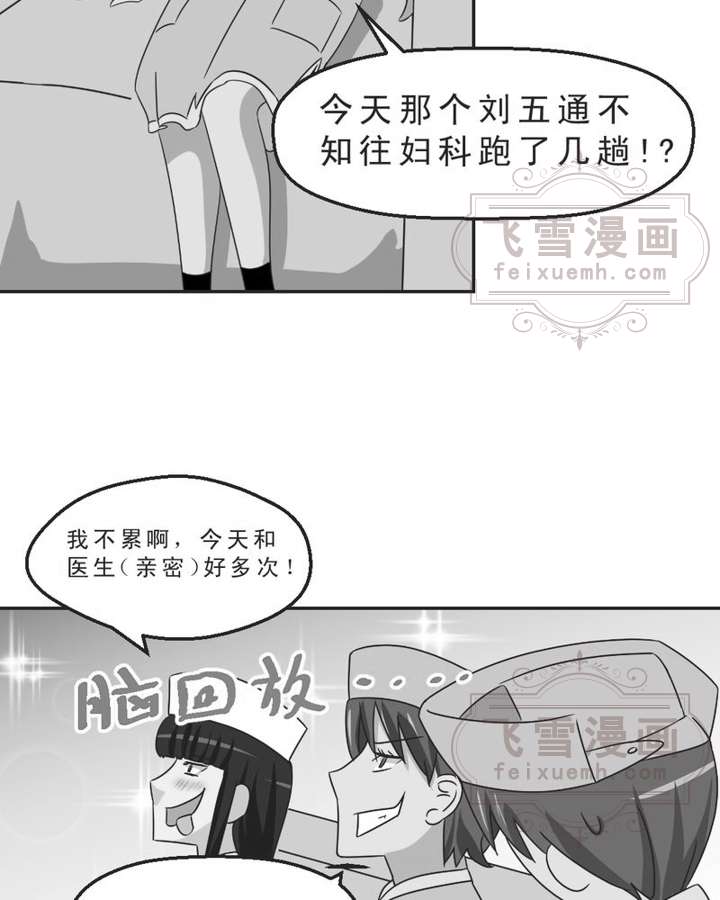 今天那个刘五通不
知往妇科跑了几趟！？
飞雪漫画
feixuemh.com
我不累啊，今天和
医生（亲密）好多次！
脑回放······
飞雪漫画
feixuemh.com